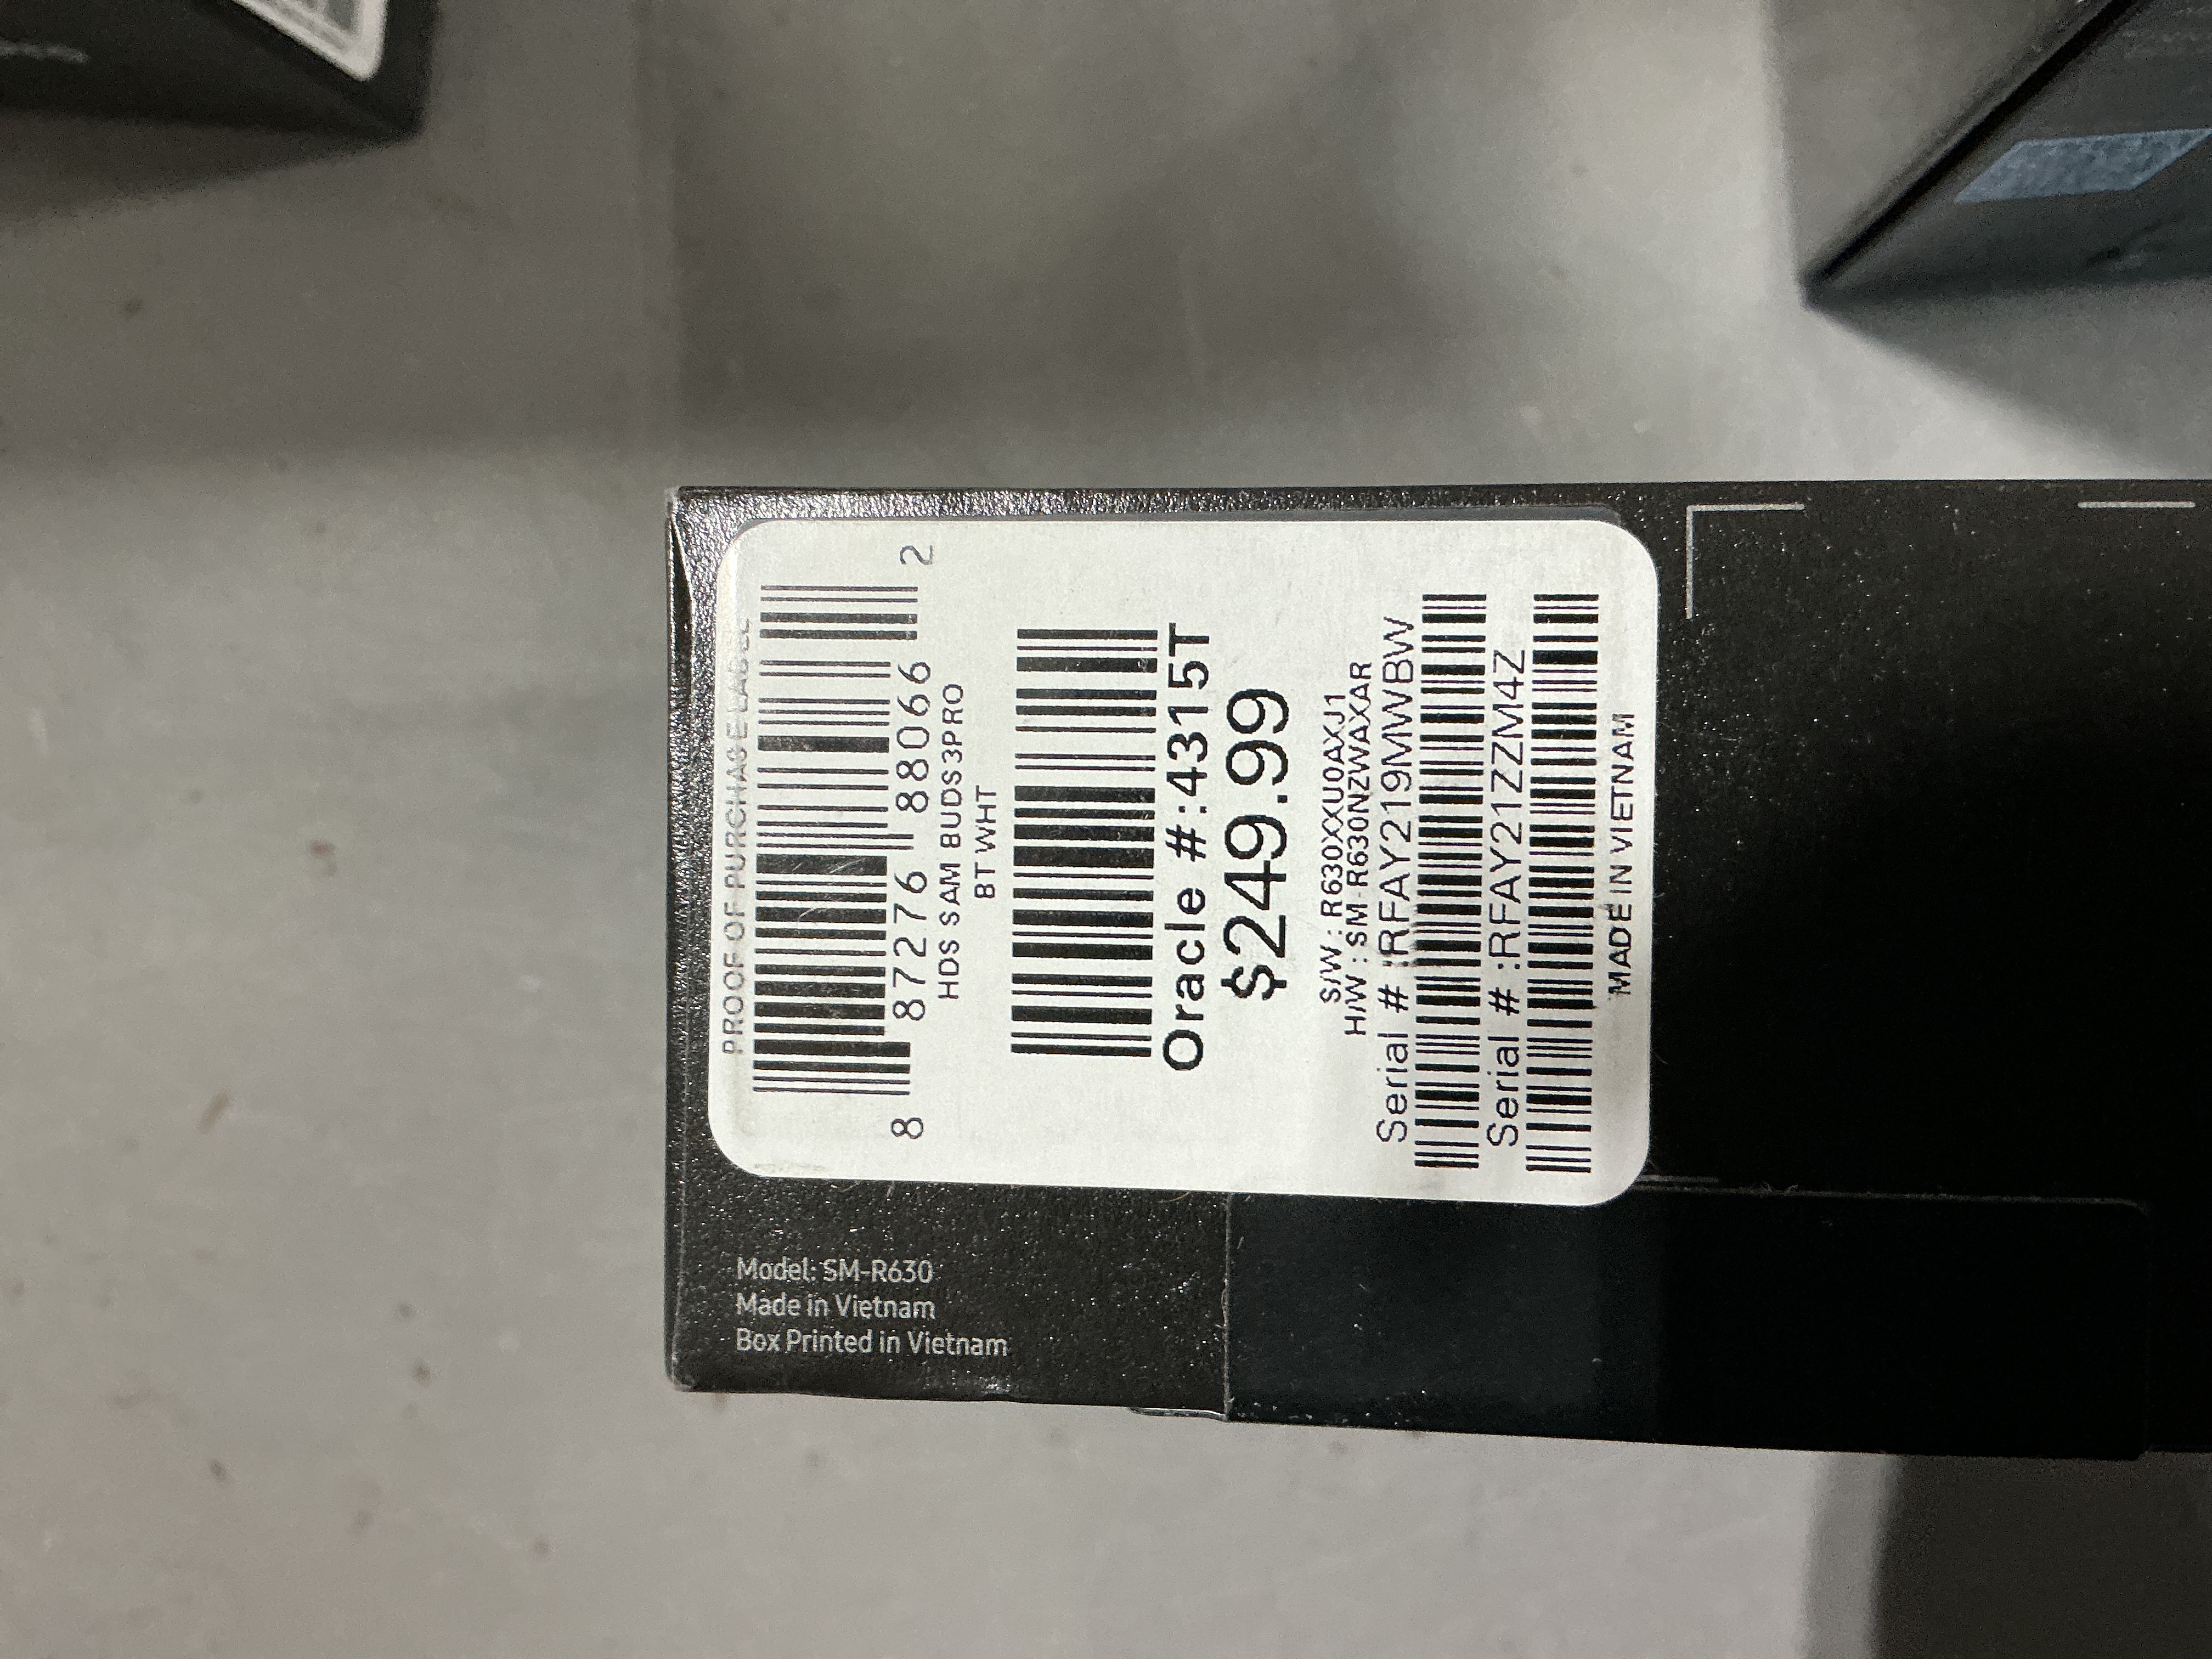 PROOF OF PURCHASE LABEL
8 87276 88066 2
HDS SAM BUDS3PRO
BT WHT
Oracle #:4315T
$249.99
S/W : R630XXU0AXJ1
H/W : SM-R630NZWAXAR
Serial # :RFAY219MWBW
Serial # :RFAY21ZZM4Z
MADE IN VIETNAM
Model: SM-R630
Made in Vietnam
Box Printed in Vietnam